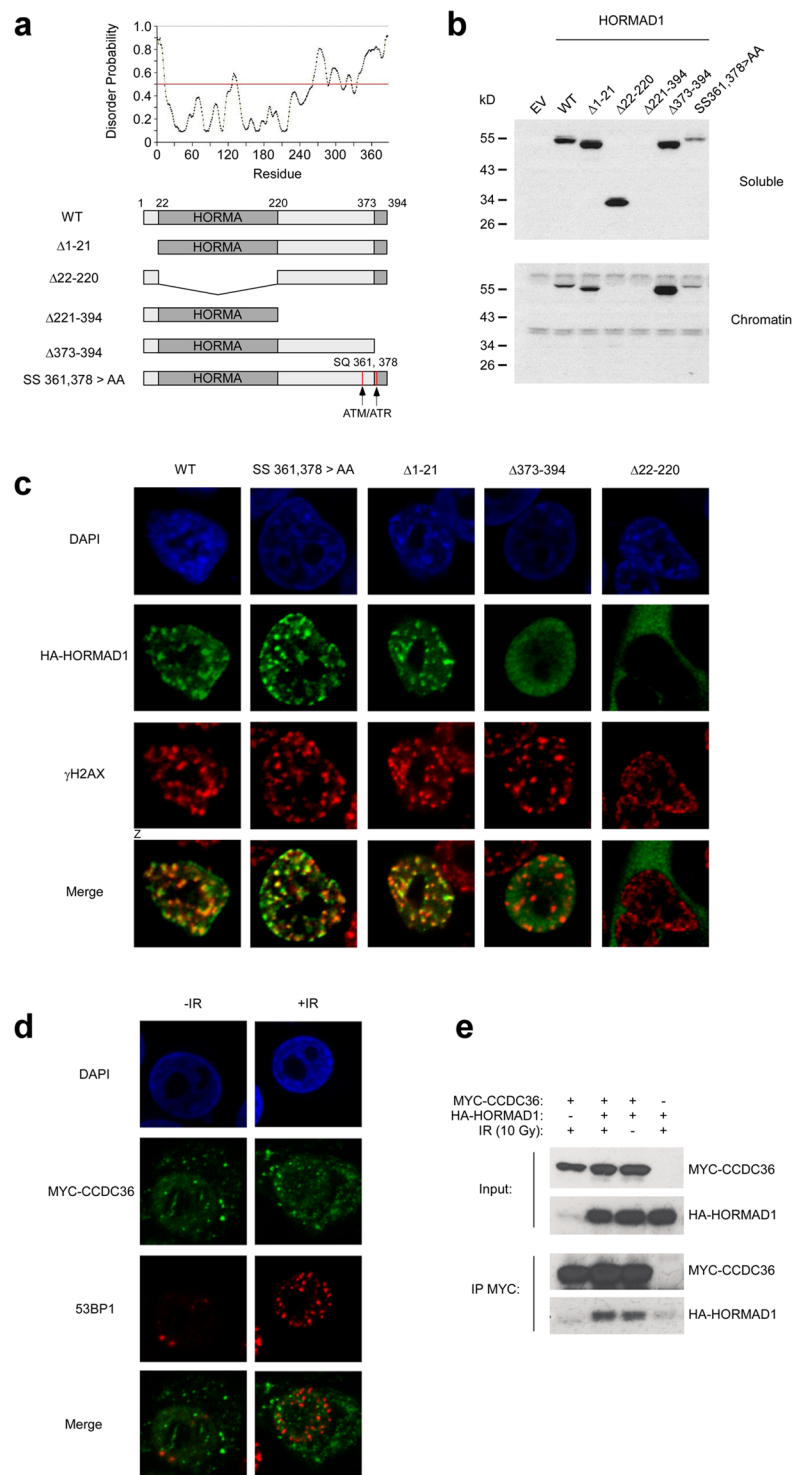 a
Disorder Probability
1.0
0.8
0.6
0.4
0.2
0
0 60 120 180 240 300 360
Residue
1 22 220 373 394
WT HORMA
Δ1-21 HORMA
Δ22-220
Δ221-394 HORMA
Δ373-394 HORMA
SQ 361, 378
SS 361,378 > AA HORMA
ATM/ATR
b
HORMAD1
kD EV WT Δ1-21 Δ22-220 Δ221-394 Δ373-394 SS361,378>AA
55
43
34
26
Soluble
55
43
34
26
Chromatin
c
WT SS 361,378 > AA Δ1-21 Δ373-394 Δ22-220
DAPI
HA-HORMAD1
γH2AX
Z
Merge
d
-IR +IR
DAPI
MYC-CCDC36
53BP1
Merge
e
MYC-CCDC36: + + + -
HA-HORMAD1: - + + +
IR (10 Gy): + + - +
Input:
MYC-CCDC36
HA-HORMAD1
IP MYC:
MYC-CCDC36
HA-HORMAD1